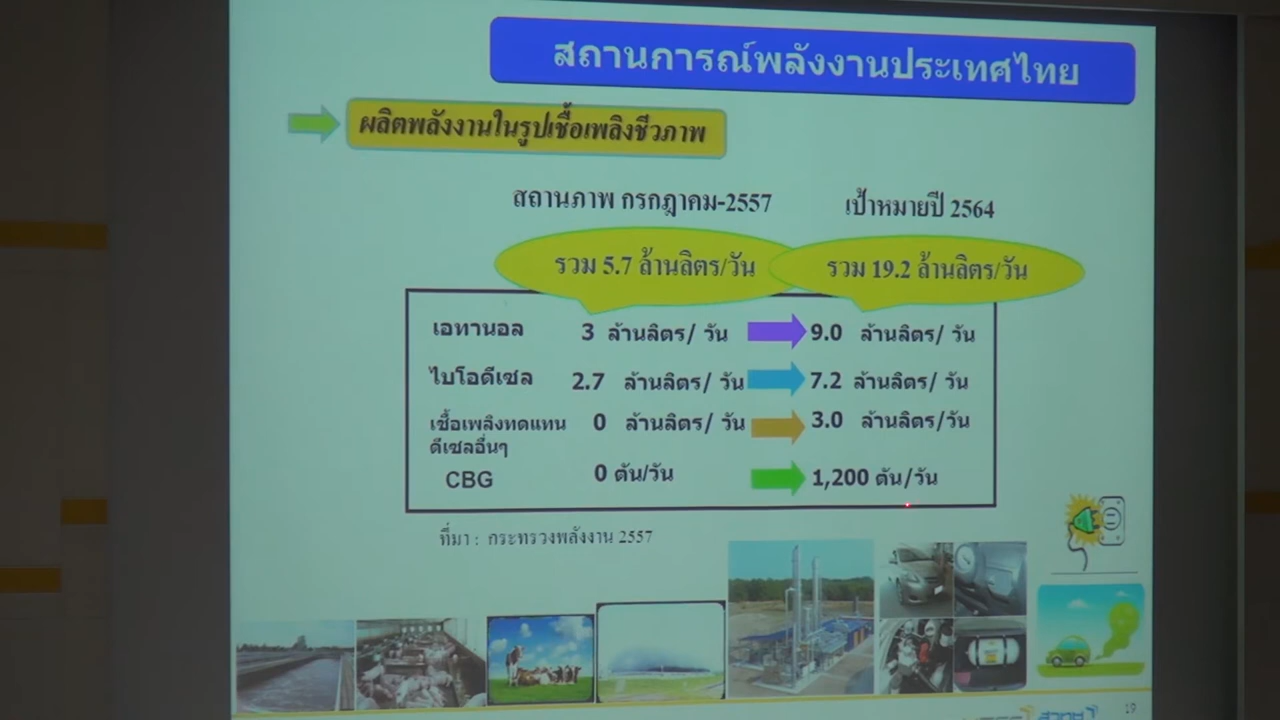 สถานการณ์พลังงานประเทศไทย
ผลิตพลังงานในรูปเชื้อเพลิงชีวภาพ
สถานภาพ กรกฎาคม-2557 เป้าหมายปี 2564
รวม 5.7 ล้านลิตร/วัน รวม 19.2 ล้านลิตร/วัน
เอทานอล 3 ล้านลิตร/ วัน 9.0 ล้านลิตร/ วัน
ไบโอดีเซล 2.7 ล้านลิตร/ วัน 7.2 ล้านลิตร/ วัน
เชื้อเพลิงทดแทน 0 ล้านลิตร/ วัน 3.0 ล้านลิตร/วัน
ดีเซลอื่นๆ
CBG 0 ตัน/วัน 1,200 ตัน/วัน
ที่มา : กระทรวงพลังงาน 2557
19